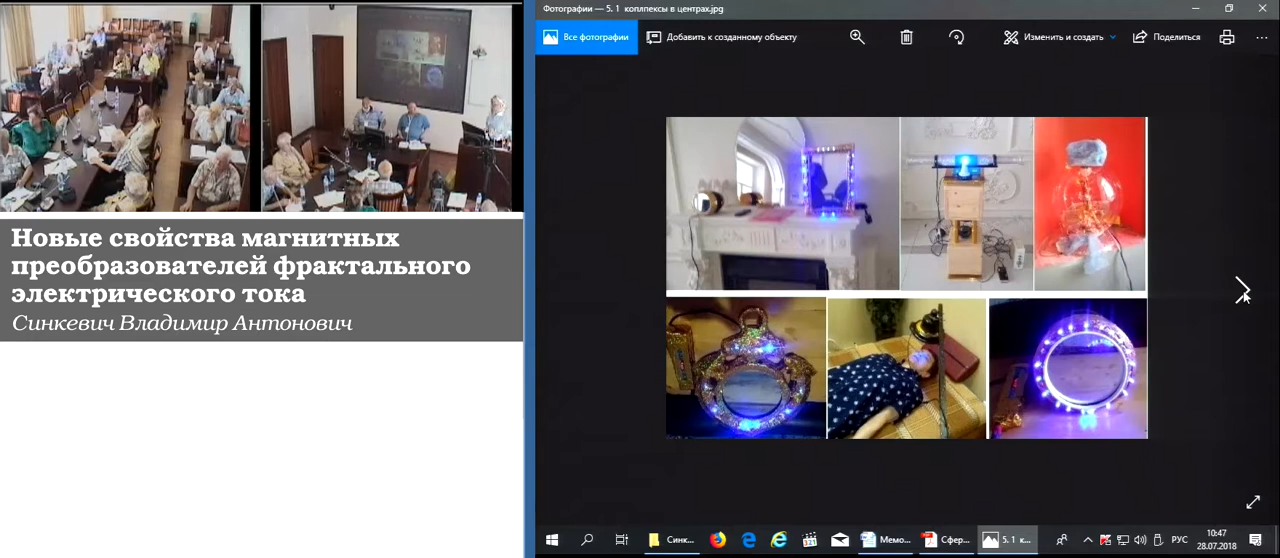 Новые свойства магнитных
преобразователей фрактального
электрического тока
Синкевич Владимир Антонович
Фотографии — 5. 1 коплпексы в центрах.jpg
Все фотографии
Добавить к созданному объекту
Изменить и создать
Поделиться
Синк...
Мемо...
Сфер...
5. 1 к...
РУС
10:47
28.07.2018